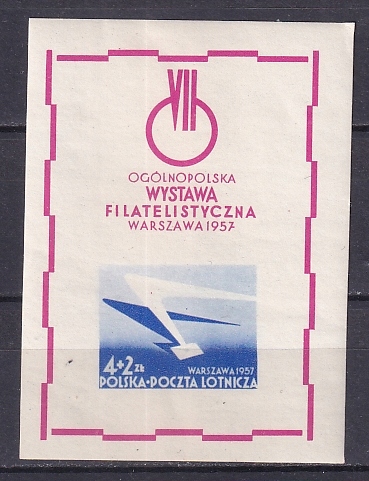 VII
OGÓLNOPOLSKA
WYSTAWA
FILATELISTYCZNA
WARSZAWA 1957
4+2 ZŁ
WARSZAWA 1957
POLSKA·POCZTA LOTNICZA